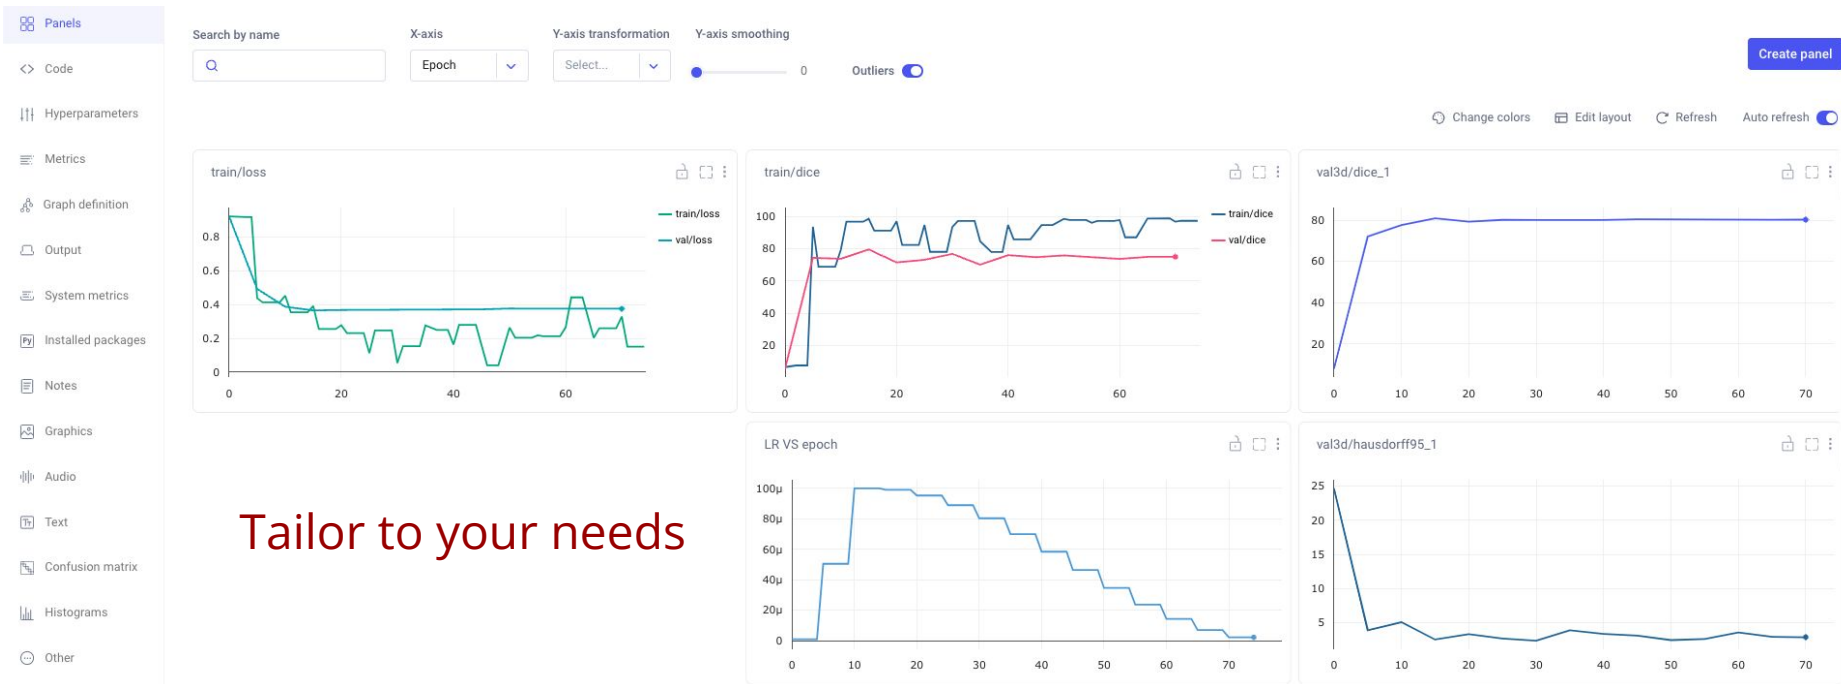 Panels
Code
Hyperparameters
Metrics
Graph definition
Output
System metrics
Installed packages
Notes
Graphics
Audio
Text
Confusion matrix
Histograms
Other
Search by name
X-axis
Y-axis transformation
Y-axis smoothing
Epoch
Select...
0
Outliers
Create panel
Change colors
Edit layout
Refresh
Auto refresh
train/loss
train/loss
val/loss
0.8
0.6
0.4
0.2
0
0 20 40 60
train/dice
train/dice
val/dice
100
80
60
40
20
0 20 40 60
val3d/dice_1
80
60
40
20
0 10 20 30 40 50 60 70
Tailor to your needs
LR VS epoch
100µ
80µ
60µ
40µ
20µ
0
0 10 20 30 40 50 60 70
val3d/hausdorff95_1
25
20
15
10
5
0 10 20 30 40 50 60 70